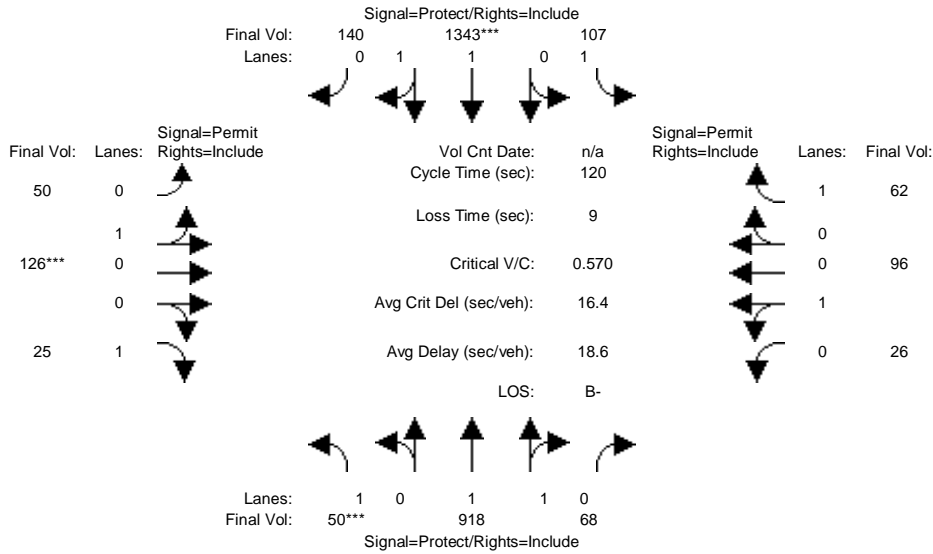 Signal=Protect/Rights=Include
Final Vol: 140 1343*** 107
Lanes: 0 1 1 0 1
Signal=Permit Signal=Permit
Final Vol: Lanes: Rights=Include Vol Cnt Date: n/a Rights=Include Lanes: Final Vol:
Cycle Time (sec): 120
50 0 1 62
Loss Time (sec): 9
1 0
126*** 0 Critical V/C: 0.570 0 96
0 Avg Crit Del (sec/veh): 16.4 1
25 1 Avg Delay (sec/veh): 18.6 0 26
LOS: B-
Lanes: 1 0 1 1 0
Final Vol: 50*** 918 68
Signal=Protect/Rights=Include